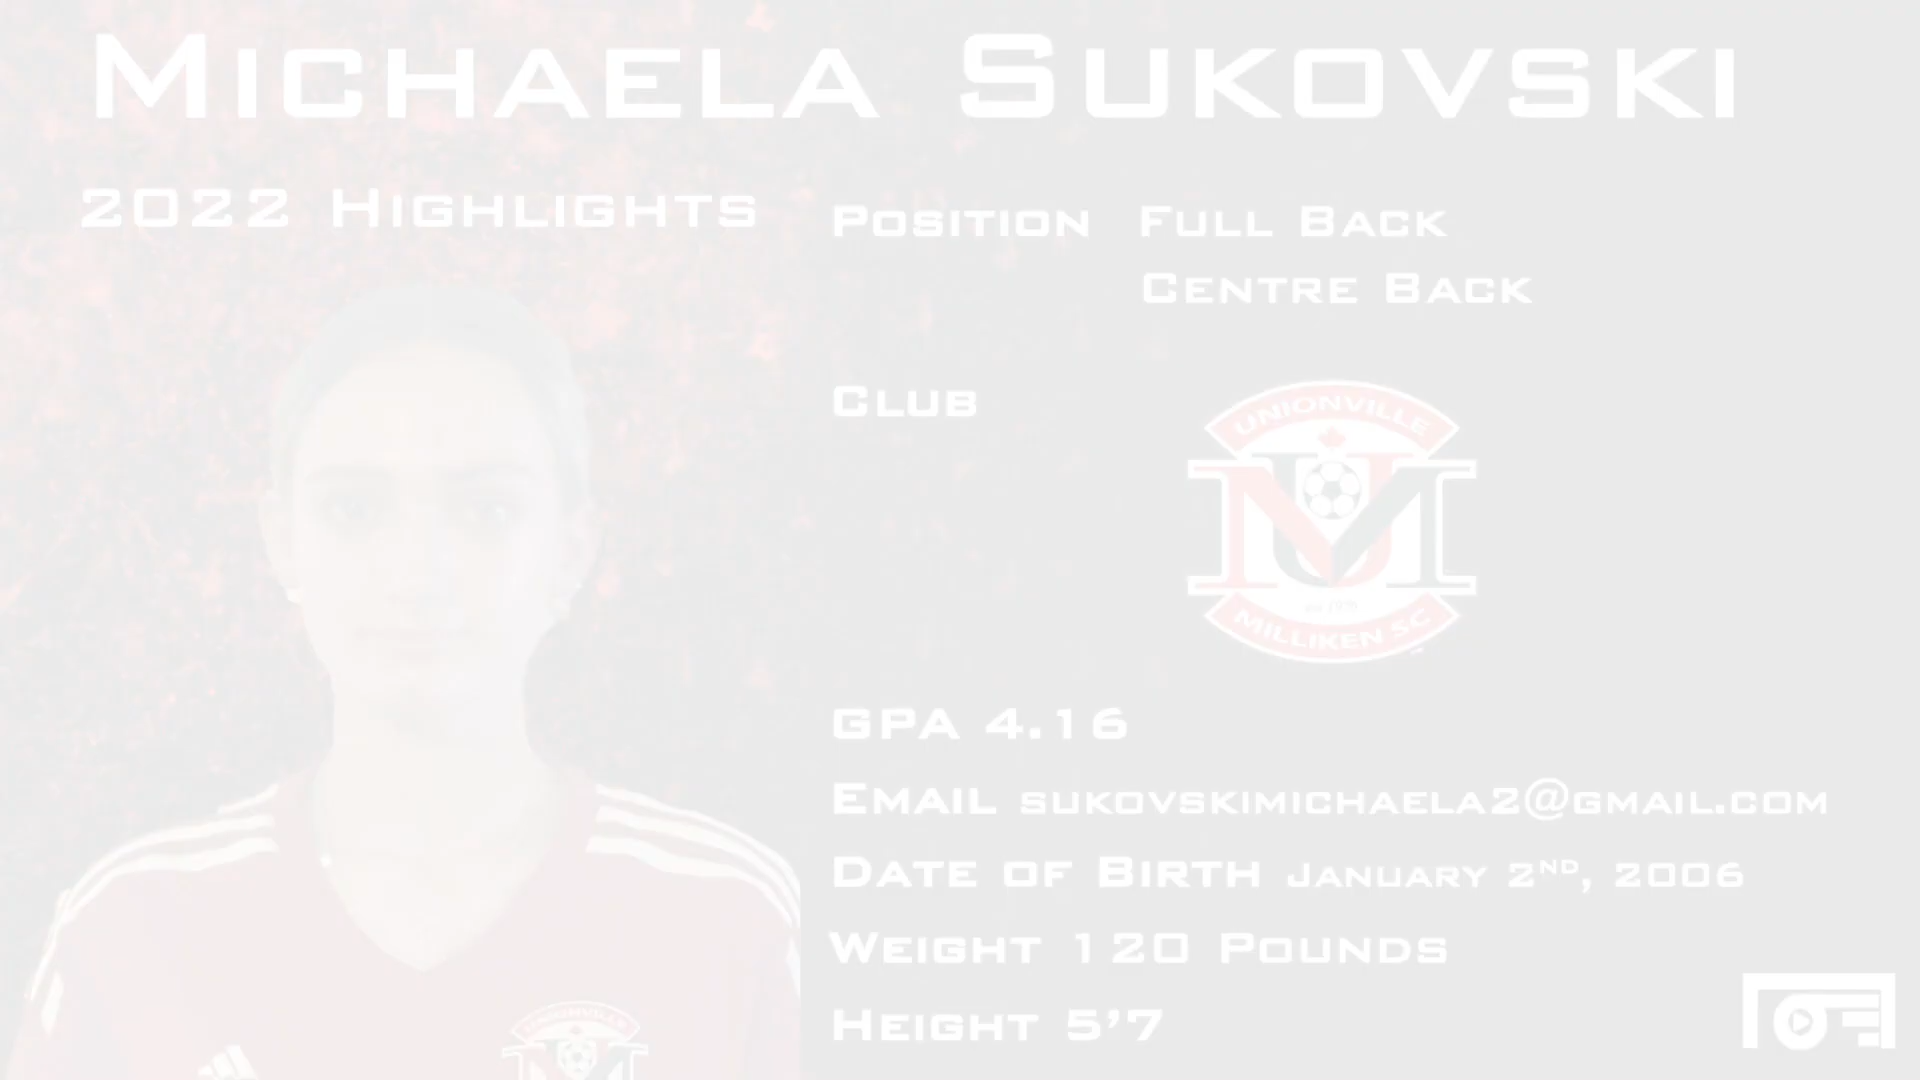 Michaela Sukovski
2022 Highlights
Position Full Back
Centre Back
Club
UNIONVILLE
MILLIKEN SC
GPA 4.16
Email sukovskimichaela2@gmail.com
Date of Birth January 2nd, 2006
Weight 120 Pounds
Height 5’7
UNIONVILLE